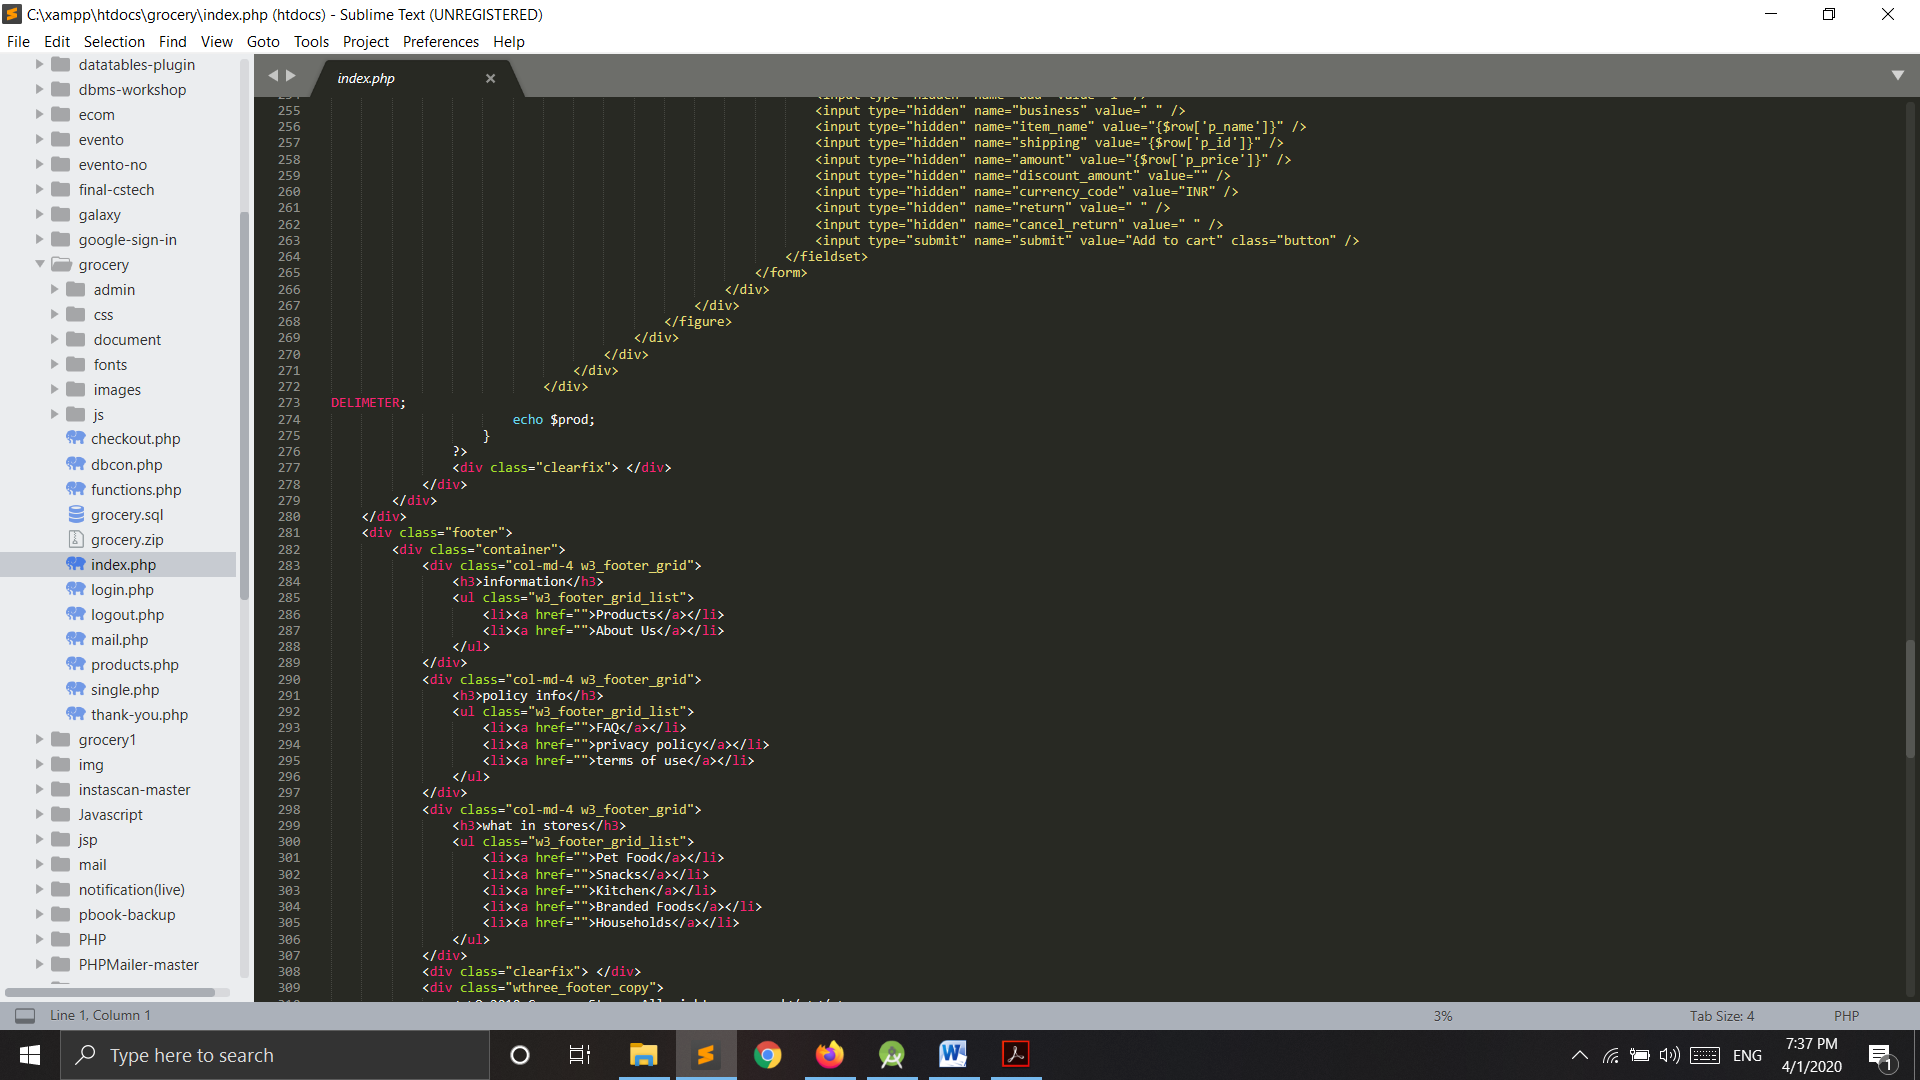 C:\xampp\htdocs\grocery\index.php (htdocs) - Sublime Text (UNREGISTERED)
File Edit Selection Find View Goto Tools Project Preferences Help
datatables-plugin
dbms-workshop
ecom
evento
evento-no
final-cstech
galaxy
google-sign-in
grocery
admin
css
document
fonts
images
js
checkout.php
dbcon.php
functions.php
grocery.sql
grocery.zip
index.php
login.php
logout.php
mail.php
products.php
single.php
thank-you.php
grocery1
img
instascan-master
Javascript
jsp
mail
notification(live)
pbook-backup
PHP
PHPMailer-master
index.php
255 <input type="hidden" name="business" value=" " />
256 <input type="hidden" name="item_name" value="{$row['p_name']}" />
257 <input type="hidden" name="shipping" value="{$row['p_id']}" />
258 <input type="hidden" name="amount" value="{$row['p_price']}" />
259 <input type="hidden" name="discount_amount" value="" />
260 <input type="hidden" name="currency_code" value="INR" />
261 <input type="hidden" name="return" value=" " />
262 <input type="hidden" name="cancel_return" value=" " />
263 <input type="submit" name="submit" value="Add to cart" class="button" />
264 </fieldset>
265 </form>
266 </div>
267 </div>
268 </figure>
269 </div>
270 </div>
271 </div>
272 </div>
273 DELIMETER;
274 echo $prod;
275 }
276 ?>
277 <div class="clearfix"> </div>
278 </div>
279 </div>
280 </div>
281 <div class="footer">
282 <div class="container">
283 <div class="col-md-4 w3_footer_grid">
284 <h3>information</h3>
285 <ul class="w3_footer_grid_list">
286 <li><a href="">Products</a></li>
287 <li><a href="">About Us</a></li>
288 </ul>
289 </div>
290 <div class="col-md-4 w3_footer_grid">
291 <h3>policy info</h3>
292 <ul class="w3_footer_grid_list">
293 <li><a href="">FAQ</a></li>
294 <li><a href="">privacy policy</a></li>
295 <li><a href="">terms of use</a></li>
296 </ul>
297 </div>
298 <div class="col-md-4 w3_footer_grid">
299 <h3>what in stores</h3>
300 <ul class="w3_footer_grid_list">
301 <li><a href="">Pet Food</a></li>
302 <li><a href="">Snacks</a></li>
303 <li><a href="">Kitchen</a></li>
304 <li><a href="">Branded Foods</a></li>
305 <li><a href="">Households</a></li>
306 </ul>
307 </div>
308 <div class="clearfix"> </div>
309 <div class="wthree_footer_copy">
Line 1, Column 1 3% Tab Size: 4 PHP
Type here to search
ENG
7:37 PM
4/1/2020
1